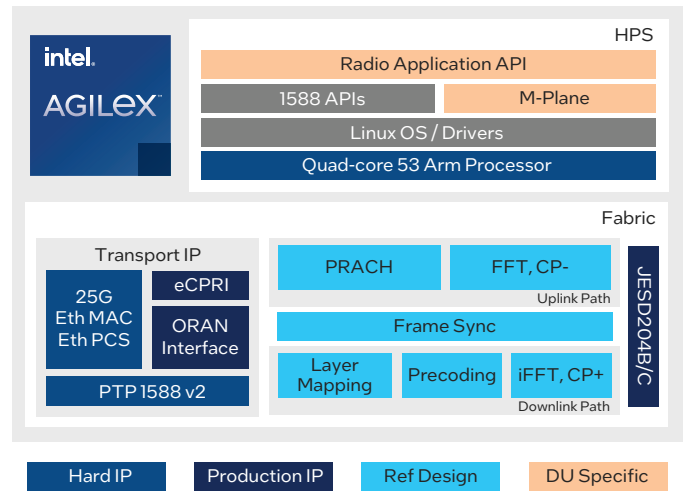 intel.
AGILEX™
HPS
Radio Application API
1588 APIs
M-Plane
Linux OS / Drivers
Quad-core 53 Arm Processor
Fabric
Transport IP
25G
Eth MAC
Eth PCS
eCPRI
ORAN
Interface
PTP 1588 v2
PRACH
FFT, CP-
Uplink Path
Frame Sync
Layer
Mapping
Precoding
iFFT, CP+
Downlink Path
JESD204B/C
Hard IP
Production IP
Ref Design
DU Specific